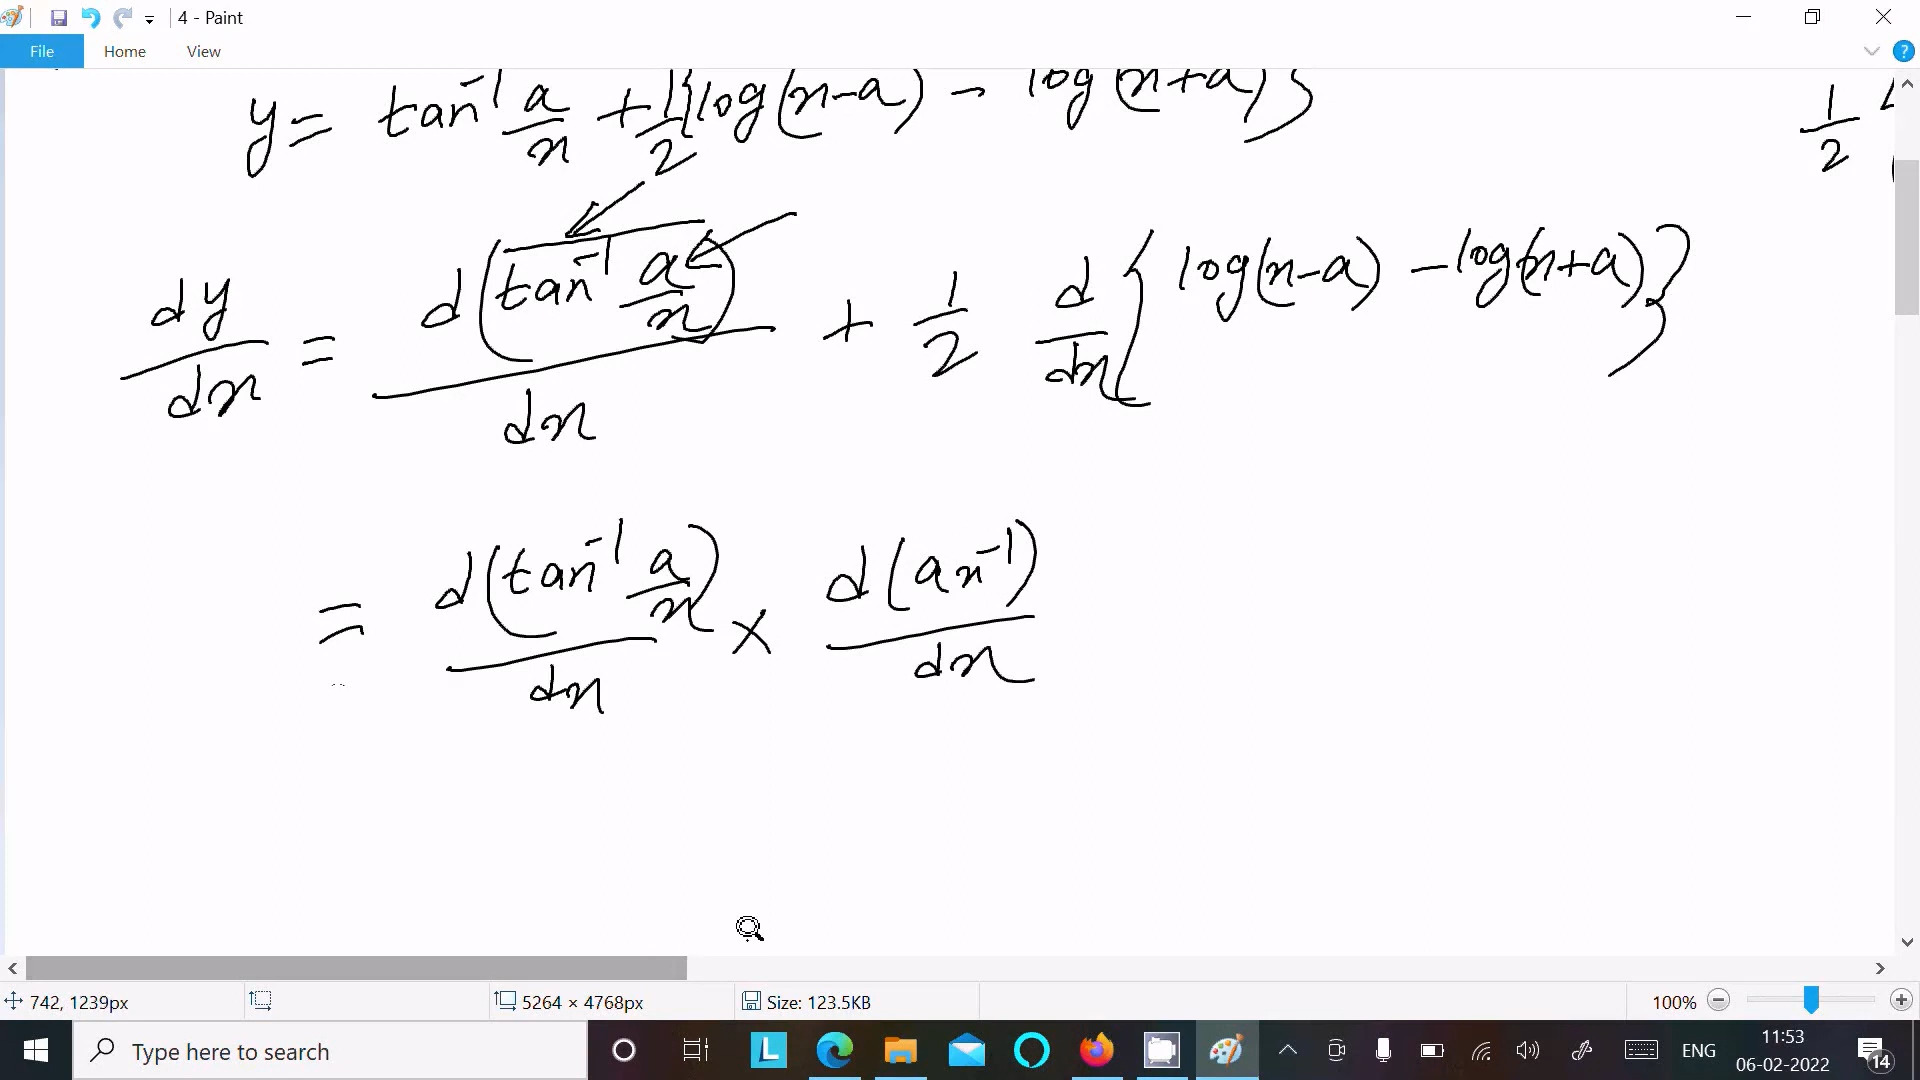 4 - Paint
File Home View
y = tan⁻¹ a/x + 1/2 {log(x-a) - log(x+a)}
1/2
dy/dx = d(tan⁻¹ a/x)/dx + 1/2 d/dx {log(x-a) - log(x+a)}
= d(tan⁻¹ a/x)/dx × d(ax⁻¹)/dx
742, 1239px 5264 × 4768px Size: 123.5KB 100%
Type here to search L ENG 11:53
06-02-2022 14